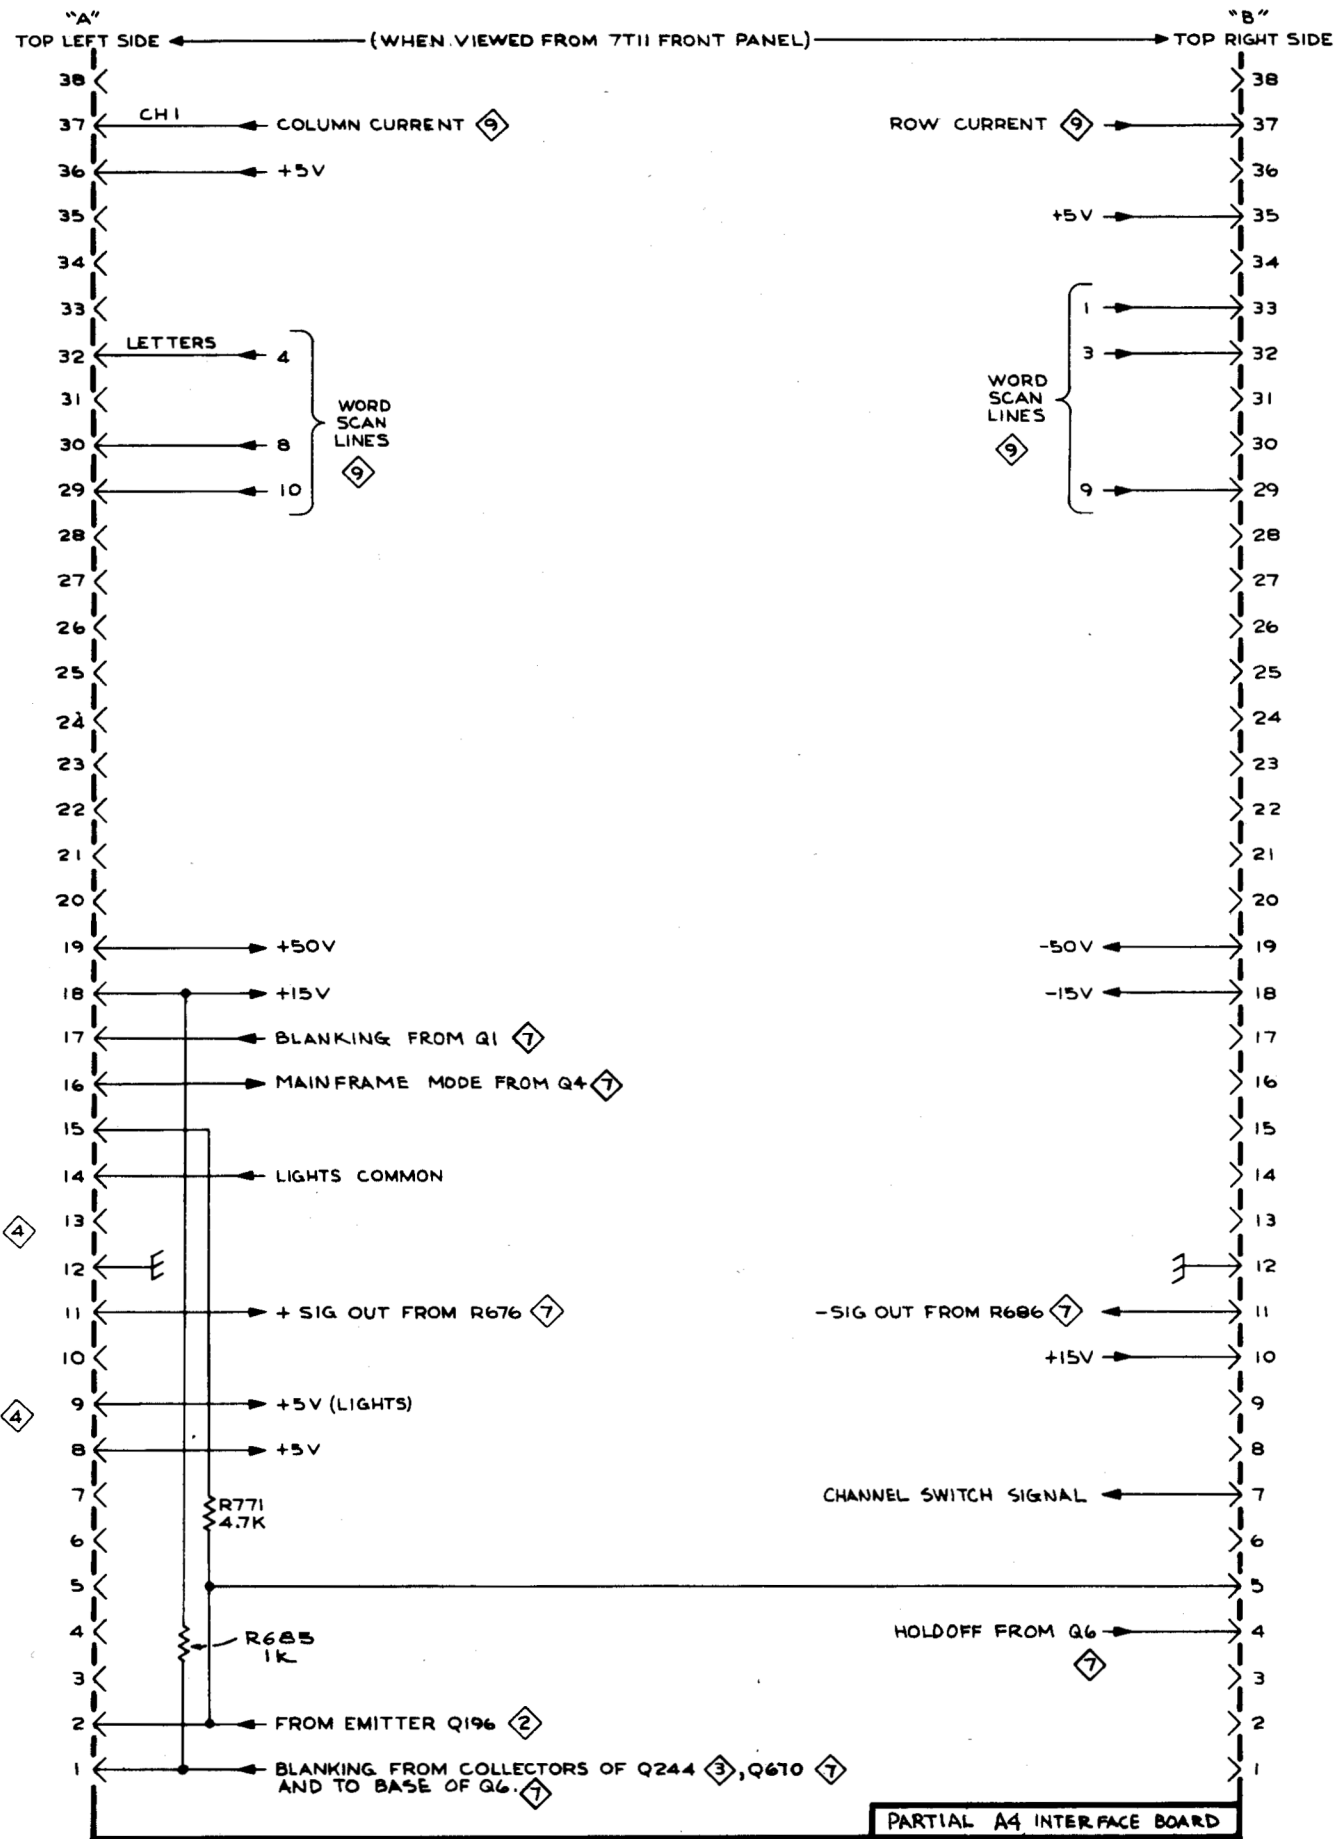 "A" "B"
TOP LEFT SIDE (WHEN VIEWED FROM 7T11 FRONT PANEL) TOP RIGHT SIDE
38 38
37 CH 1 COLUMN CURRENT 9 ROW CURRENT 9 37
36 +5V 36
35 +5V 35
34 34
33 1 33
32 LETTERS 4 3 32
31 WORD SCAN LINES 9 WORD SCAN LINES 9 31
30 8 30
29 10 9 29
28 28
27 27
26 26
25 25
24 24
23 23
22 22
21 21
20 20
19 +50V -50V 19
18 +15V -15V 18
17 BLANKING FROM Q1 7 17
16 MAINFRAME MODE FROM Q4 7 16
15 15
14 LIGHTS COMMON 14
4 13 13
12 12
11 + SIG OUT FROM R676 7 -SIG OUT FROM R686 7 11
10 +15V 10
4 9 +5V (LIGHTS) 9
8 +5V 8
7 CHANNEL SWITCH SIGNAL 7
R771
4.7K
6 6
5 5
4 HOLDOFF FROM Q6 7 4
R685
1K
3 3
2 FROM EMITTER Q196 2 2
1 BLANKING FROM COLLECTORS OF Q244 3, Q670 7 1
AND TO BASE OF Q6. 7
PARTIAL A4 INTERFACE BOARD